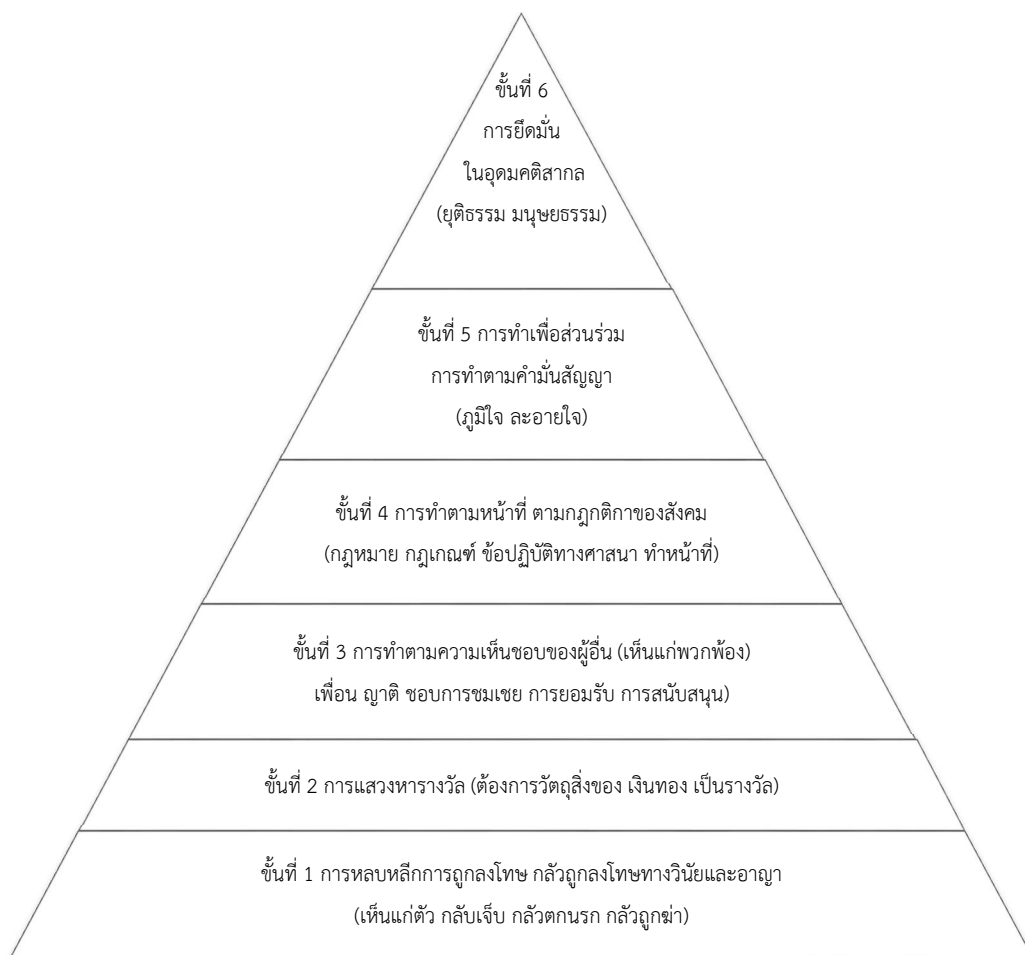 ขั้นที่ 6
การยึดมั่น
ในอุดมคติสากล
(ยุติธรรม มนุษยธรรม)
ขั้นที่ 5 การทำเพื่อส่วนร่วม
การทำตามคำมั่นสัญญา
(ภูมิใจ ละอายใจ)
ขั้นที่ 4 การทำตามหน้าที่ ตามกฎกติกาของสังคม
(กฎหมาย กฎเกณฑ์ ข้อปฏิบัติทางศาสนา ทำหน้าที่)
ขั้นที่ 3 การทำตามความเห็นชอบของผู้อื่น (เห็นแก่พวกพ้อง)
เพื่อน ญาติ ชอบการชมเชย การยอมรับ การสนับสนุน)
ขั้นที่ 2 การแสวงหารางวัล (ต้องการวัตถุสิ่งของ เงินทอง เป็นรางวัล)
ขั้นที่ 1 การหลบหลีกการถูกลงโทษ กลัวถูกลงโทษทางวินัยและอาญา
(เห็นแก่ตัว กลับเจ็บ กลัวตกนรก กลัวถูกฆ่า)